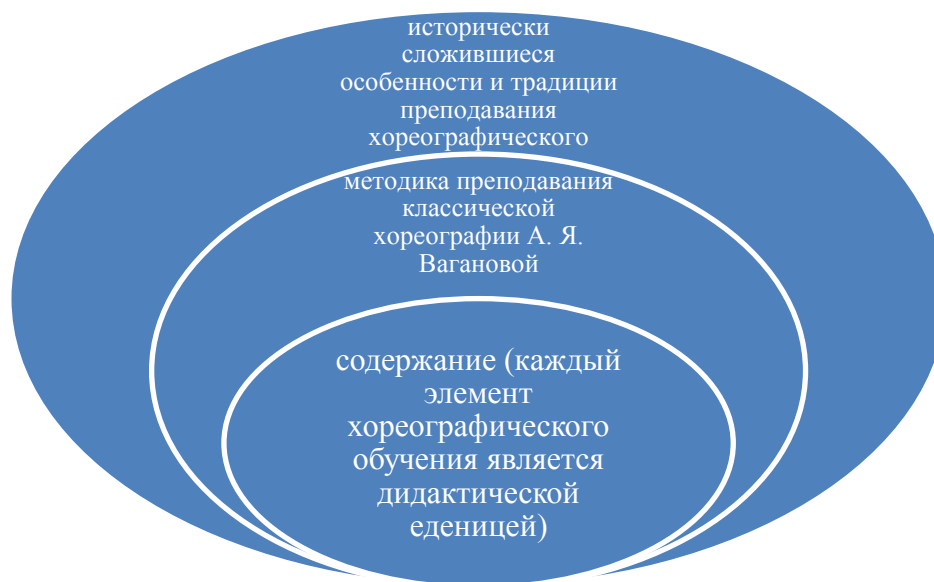 исторически
сложившиеся
особенности и традиции
преподавания
хореографического
методика преподавания
классической
хореографии А. Я.
Вагановой
содержание (каждый
элемент
хореографического
обучения является
дидактической
еденицей)